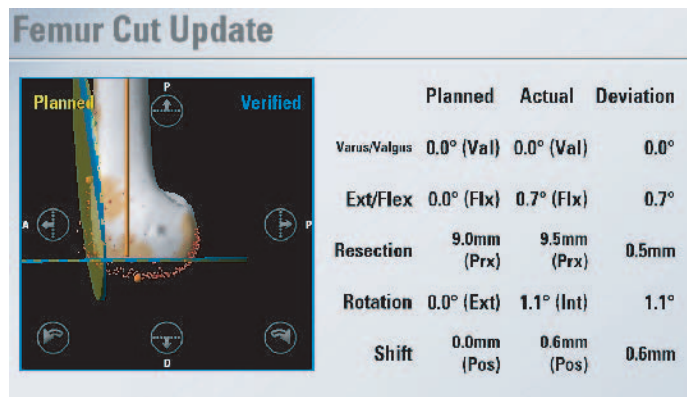 Femur Cut Update
Planned
P
Verified
A
P
D
Planned Actual Deviation
Varus/Valgus 0.0° (Val) 0.0° (Val) 0.0°
Ext/Flex 0.0° (Flx) 0.7° (Flx) 0.7°
Resection 9.0mm (Prx) 9.5mm (Prx) 0.5mm
Rotation 0.0° (Ext) 1.1° (Int) 1.1°
Shift 0.0mm (Pos) 0.6mm (Pos) 0.6mm